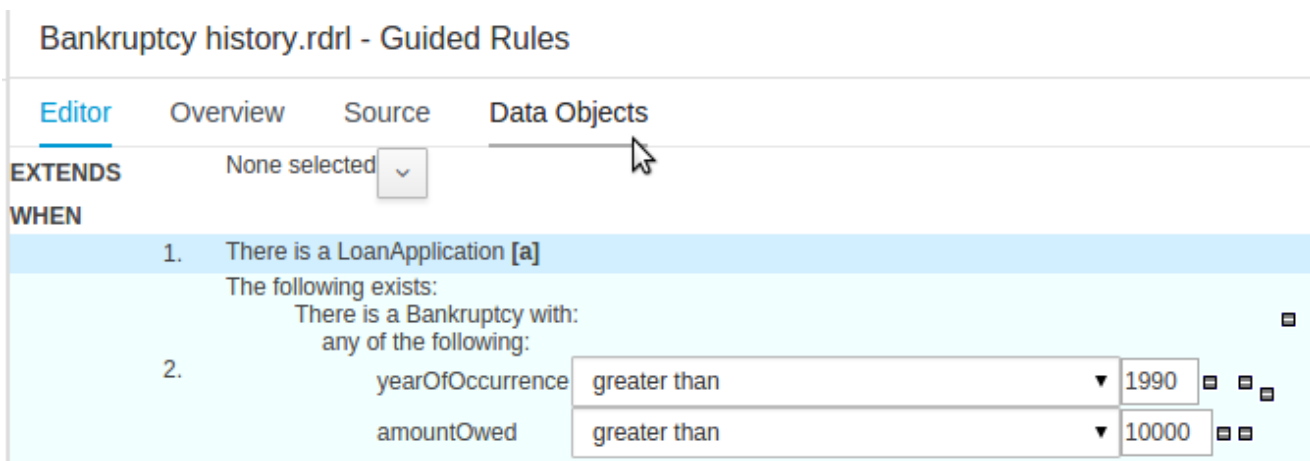 Bankruptcy history.rdrl - Guided Rules
Editor Overview Source Data Objects
EXTENDS None selected
WHEN
1. There is a LoanApplication [a]
The following exists:
There is a Bankruptcy with:
any of the following:
2.
yearOfOccurrence greater than 1990
amountOwed greater than 10000